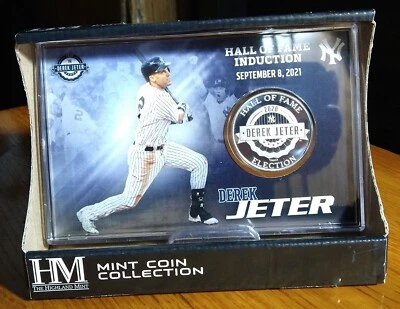 DEREK JETER
HALL OF FAME
INDUCTION
SEPTEMBER 8, 2021
NY
2
HALL OF FAME
2020
DEREK JETER
ELECTION
DEREK
JETER
HM
THE HIGHLAND MINT
MINT COIN
COLLECTION